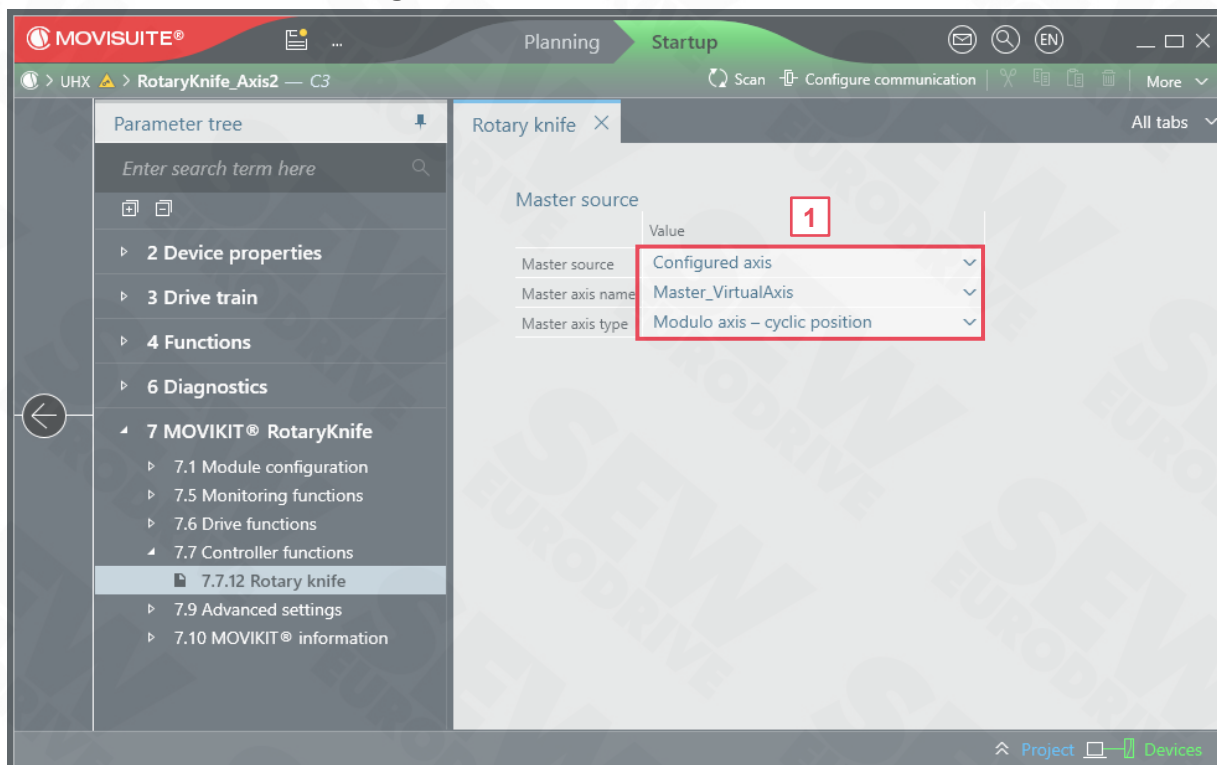 MOVISUITE®
...
Planning
Startup
EN
UHX > RotaryKnife_Axis2 — C3
Scan
Configure communication
More
Parameter tree
Rotary knife
All tabs
Enter search term here
2 Device properties
3 Drive train
4 Functions
6 Diagnostics
7 MOVIKIT® RotaryKnife
7.1 Module configuration
7.5 Monitoring functions
7.6 Drive functions
7.7 Controller functions
7.7.12 Rotary knife
7.9 Advanced settings
7.10 MOVIKIT® information
Master source
1
Value
Master source Configured axis
Master axis name Master_VirtualAxis
Master axis type Modulo axis – cyclic position
SEW
EURODRIVE
Project
Devices